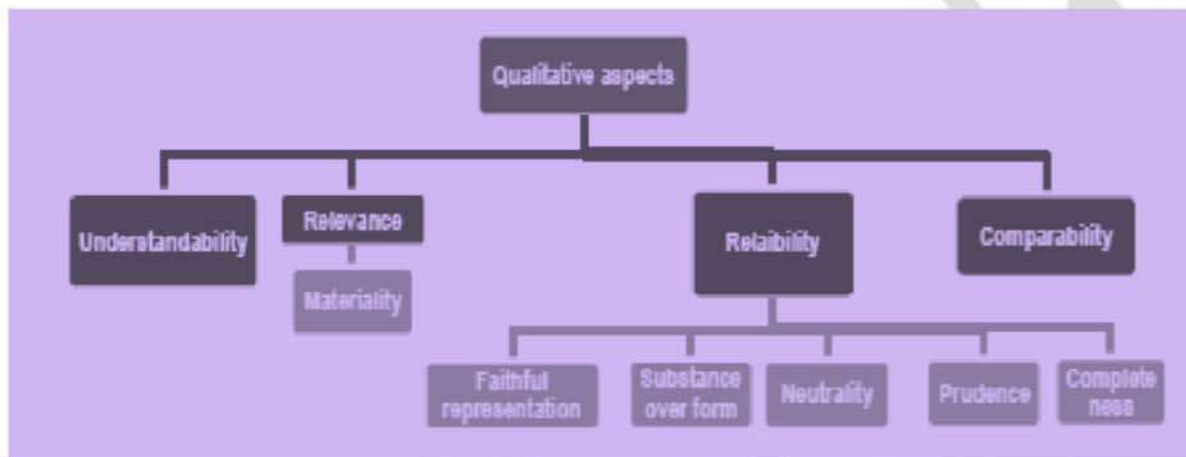 Qualitative aspects
Understandability
Relevance
Relaibility
Comparability
Materiality
Faithful
representation
Substance
over form
Neutrality
Prudence
Complete
ness